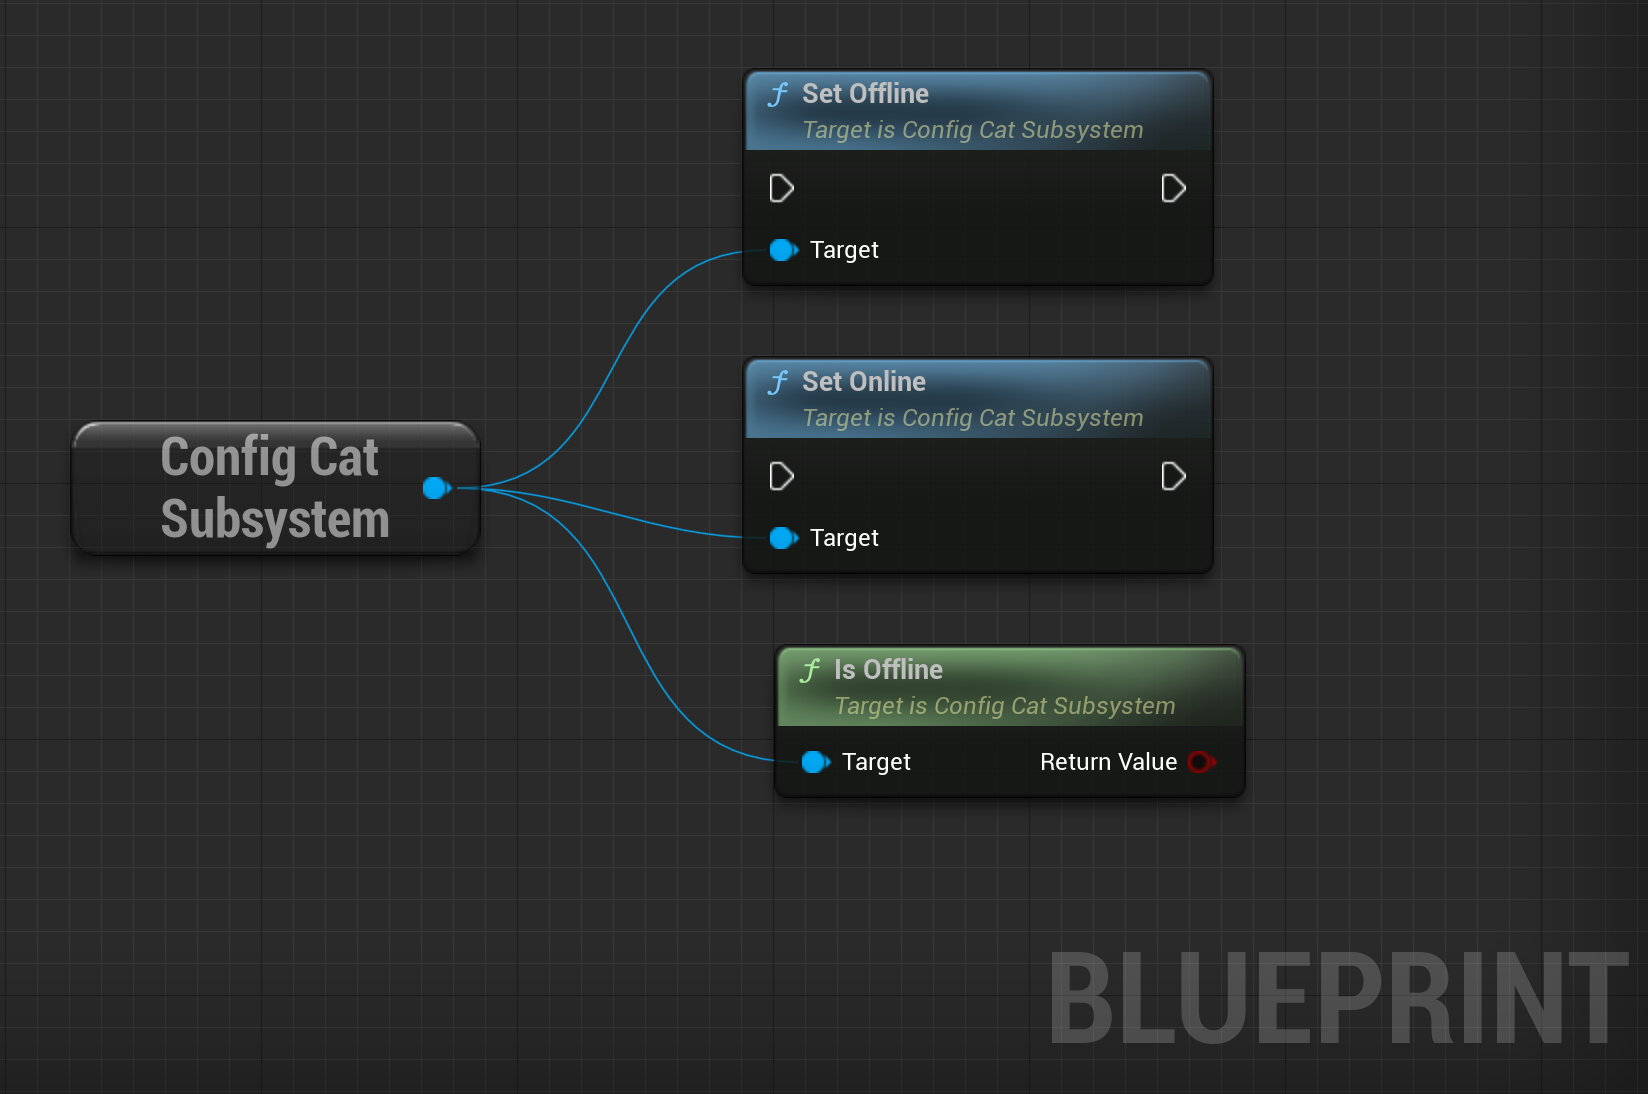 Config Cat
Subsystem
Set Offline
Target is Config Cat Subsystem
Target
Set Online
Target is Config Cat Subsystem
Target
Is Offline
Target is Config Cat Subsystem
Target Return Value
BLUEPRINT